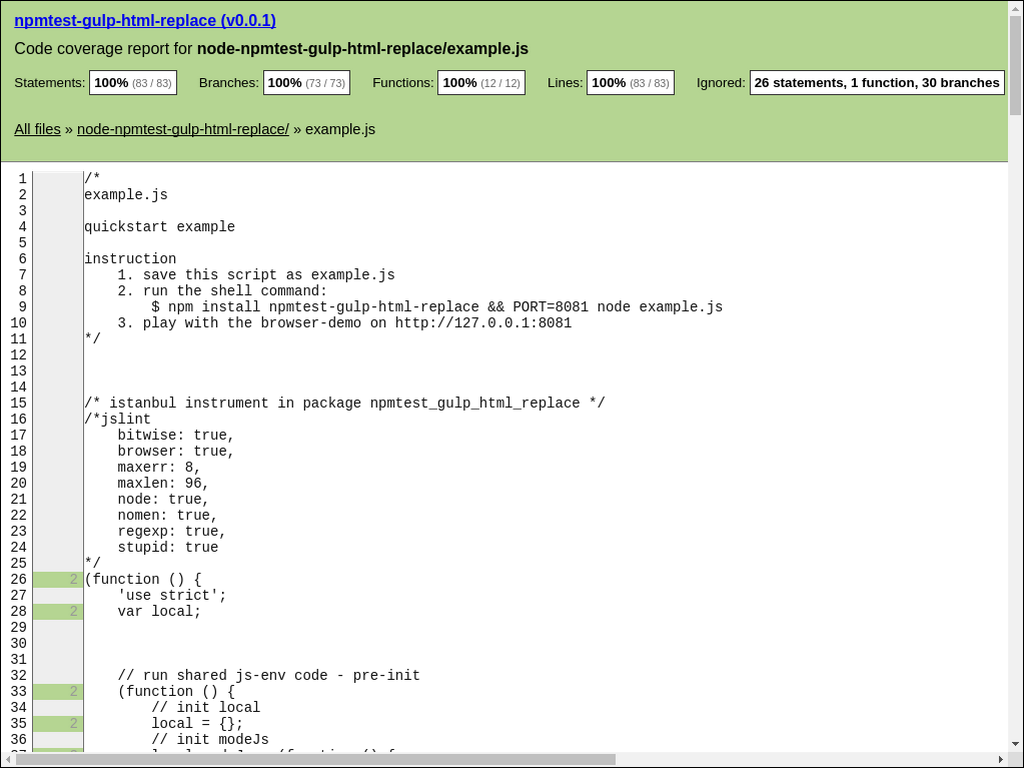 npmtest-gulp-html-replace (v0.0.1)
Code coverage report for node-npmtest-gulp-html-replace/example.js
Statements: 100% (83 / 83) Branches: 100% (73 / 73) Functions: 100% (12 / 12) Lines: 100% (83 / 83) Ignored: 26 statements, 1 function, 30 branches
All files » node-npmtest-gulp-html-replace/ » example.js
1 /*
2 example.js
3
4 quickstart example
5
6 instruction
7     1. save this script as example.js
8     2. run the shell command:
9         $ npm install npmtest-gulp-html-replace && PORT=8081 node example.js
10     3. play with the browser-demo on http://127.0.0.1:8081
11 */
12
13
14
15 /* istanbul instrument in package npmtest_gulp_html_replace */
16 /*jslint
17     bitwise: true,
18     browser: true,
19     maxerr: 8,
20     maxlen: 96,
21     node: true,
22     nomen: true,
23     regexp: true,
24     stupid: true
25 */
26 2 (function () {
27     'use strict';
28 2     var local;
29
30
31
32     // run shared js-env code - pre-init
33 2     (function () {
34         // init local
35 2         local = {};
36         // init modeJs